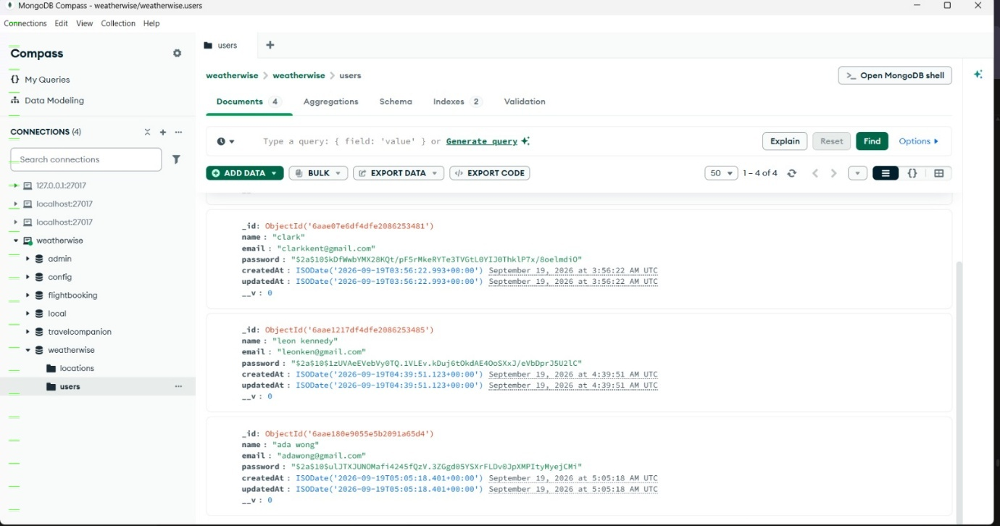 MongoDB Compass - weatherwise/weatherwise.users
Connections Edit View Collection Help
Compass
My Queries
Data Modeling
CONNECTIONS (4)
Search connections
127.0.0.1:27017
localhost:27017
localhost:27017
weatherwise
admin
config
flightbooking
local
travelcompanion
weatherwise
locations
users
users
weatherwise > weatherwise > users
>_ Open MongoDB shell
Documents 4 Aggregations Schema Indexes 2 Validation
Type a query: { field: 'value' } or Generate query
Explain Reset Find Options
ADD DATA BULK EXPORT DATA EXPORT CODE
50 1 – 4 of 4
_id: ObjectId('6aae07e6df4dfe2086253481')
name : "clark"
email : "clarkkent@gmail.com"
password : "$2a$10$kDfWwbYMX28KQt/pF5rMkeRYTe3TVGtL0YIJ0ThklP7x/8oelmdiO"
createdAt : ISODate('2026-09-19T03:56:22.993+00:00') September 19, 2026 at 3:56:22 AM UTC
updatedAt : ISODate('2026-09-19T03:56:22.993+00:00') September 19, 2026 at 3:56:22 AM UTC
__v : 0
_id: ObjectId('6aae1217df4dfe2086253485')
name : "leon kennedy"
email : "leonken@gmail.com"
password : "$2a$10$1zUVAeEVebVy0TQ.1VLEv.kDuj6tOkdAE4OoSXxJ/eVbDprJ5U2lC"
createdAt : ISODate('2026-09-19T04:39:51.123+00:00') September 19, 2026 at 4:39:51 AM UTC
updatedAt : ISODate('2026-09-19T04:39:51.123+00:00') September 19, 2026 at 4:39:51 AM UTC
__v : 0
_id: ObjectId('6aae180e9055e5b2091a65d4')
name : "ada wong"
email : "adawong@gmail.com"
password : "$2a$10$ulJTXJUNOMafi4245fQzV.3ZGgd05YSXrFLDv0JpXMPItyMyejCMi"
createdAt : ISODate('2026-09-19T05:05:18.401+00:00') September 19, 2026 at 5:05:18 AM UTC
updatedAt : ISODate('2026-09-19T05:05:18.401+00:00') September 19, 2026 at 5:05:18 AM UTC
__v : 0